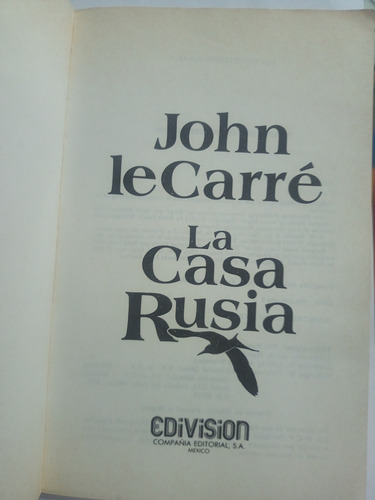 John
le Carré
La
Casa
Rusia
EDIVISION
COMPAÑIA EDITORIAL, S.A.
MEXICO